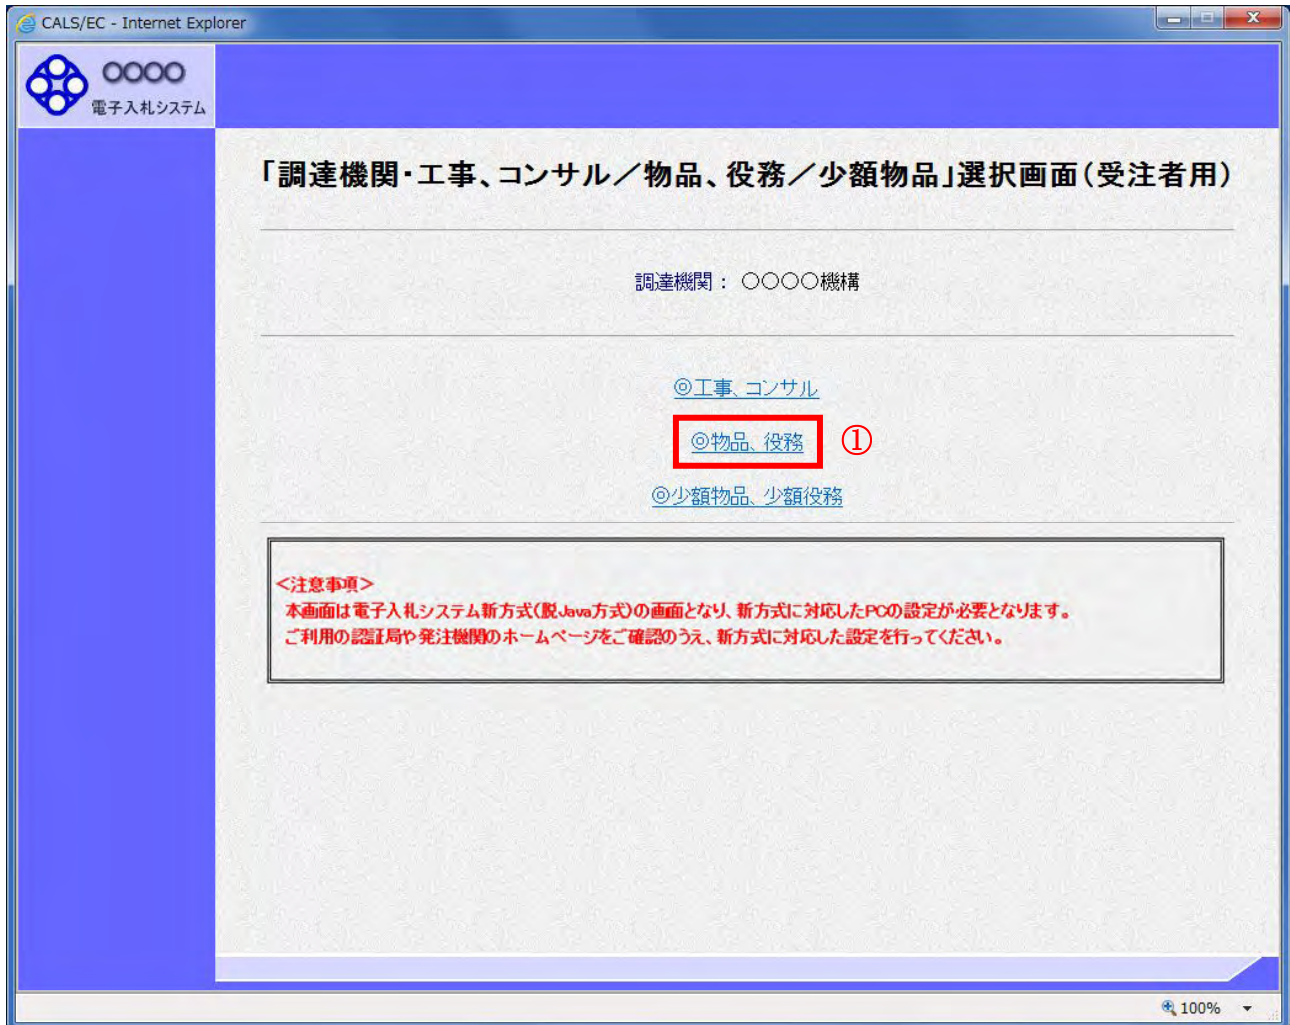 CALS/EC - Internet Explorer
○○○○
電子入札システム
「調達機関・工事、コンサル／物品、役務／少額物品」選択画面(受注者用)
調達機関： ○○○○機構
◎工事、コンサル
◎物品、役務 ①
◎少額物品、少額役務
＜注意事項＞
本画面は電子入札システム新方式(脱Java方式)の画面となり、新方式に対応したPCの設定が必要となります。
ご利用の認証局や発注機関のホームページをご確認のうえ、新方式に対応した設定を行ってください。
100%